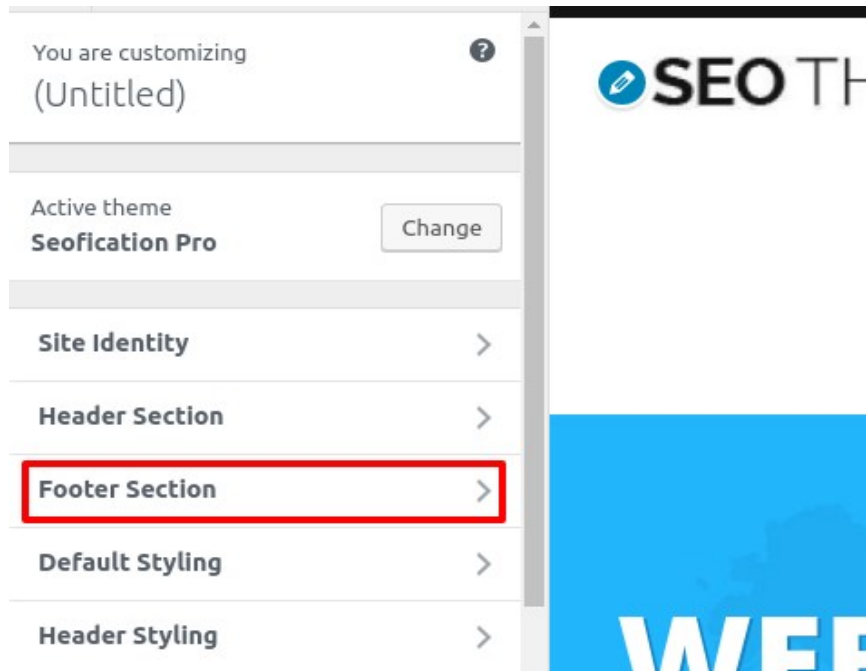 You are customizing
(Untitled)
Active theme
Seofication Pro
Change
Site Identity
Header Section
Footer Section
Default Styling
Header Styling
SEO